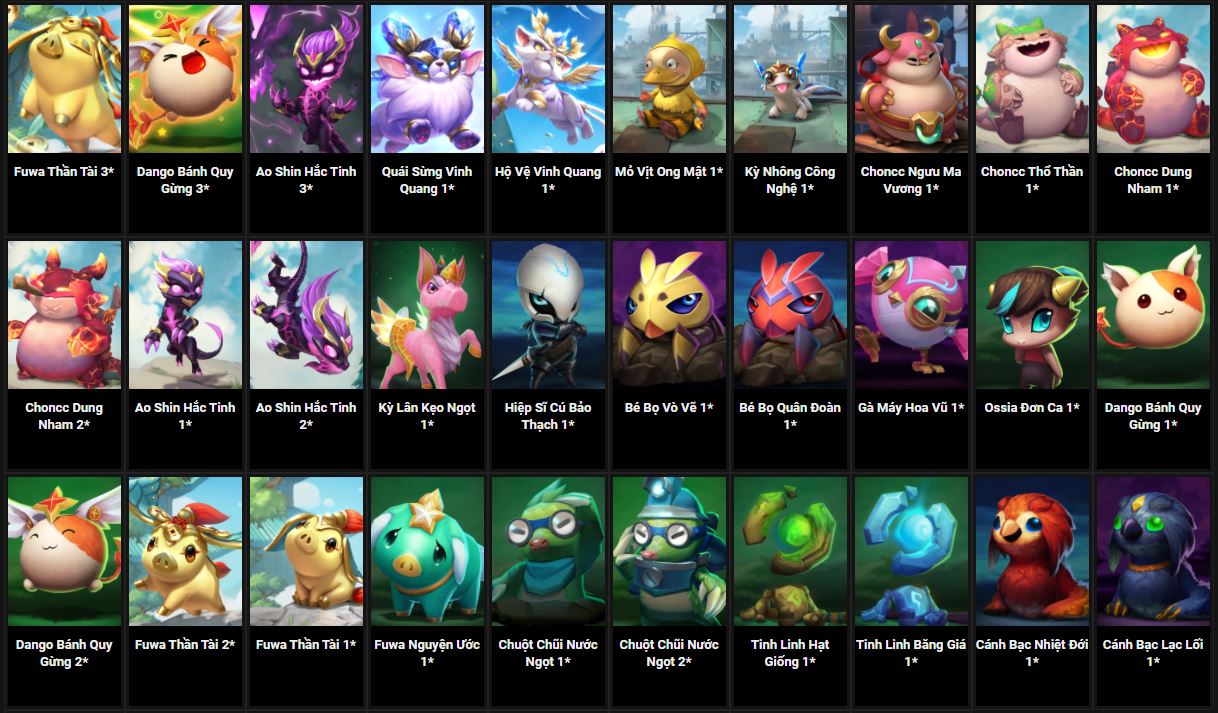 Fuwa Thần Tài 3*
Dango Bánh Quy
Gừng 3*
Ao Shin Hắc Tinh
3*
Quái Sừng Vinh
Quang 1*
Hộ Vệ Vinh Quang
1*
Mỏ Vịt Ong Mật 1*
Kỳ Nhông Công
Nghệ 1*
Choncc Ngưu Ma
Vương 1*
Choncc Thổ Thần
1*
Choncc Dung
Nham 1*
Choncc Dung
Nham 2*
Ao Shin Hắc Tinh
1*
Ao Shin Hắc Tinh
2*
Kỳ Lân Kẹo Ngọt
1*
Hiệp Sĩ Cú Bảo
Thạch 1*
Bé Bọ Vò Vẽ 1*
Bé Bọ Quân Đoàn
1*
Gà Máy Hoa Vũ 1*
Ossia Đơn Ca 1*
Dango Bánh Quy
Gừng 1*
Dango Bánh Quy
Gừng 2*
Fuwa Thần Tài 2*
Fuwa Thần Tài 1*
Fuwa Nguyện Ước
1*
Chuột Chũi Nước
Ngọt 1*
Chuột Chũi Nước
Ngọt 2*
Tinh Linh Hạt
Giống 1*
Tinh Linh Băng Giá
1*
Cánh Bạc Nhiệt Đới
1*
Cánh Bạc Lạc Lối
1*